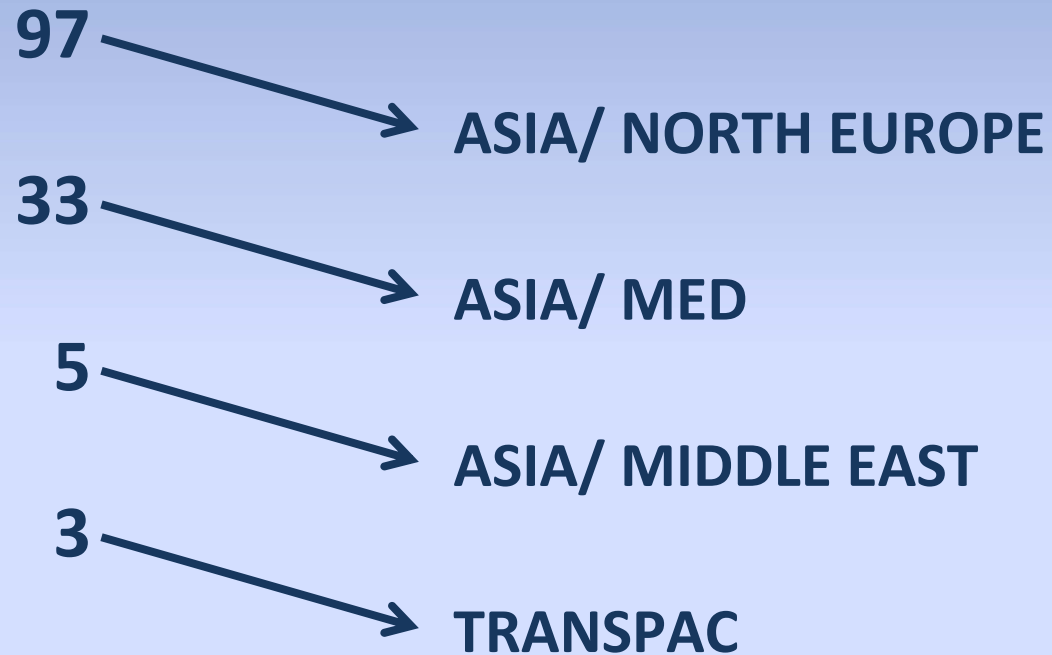 97
ASIA/ NORTH EUROPE
33
ASIA/ MED
5
ASIA/ MIDDLE EAST
3
TRANSPAC